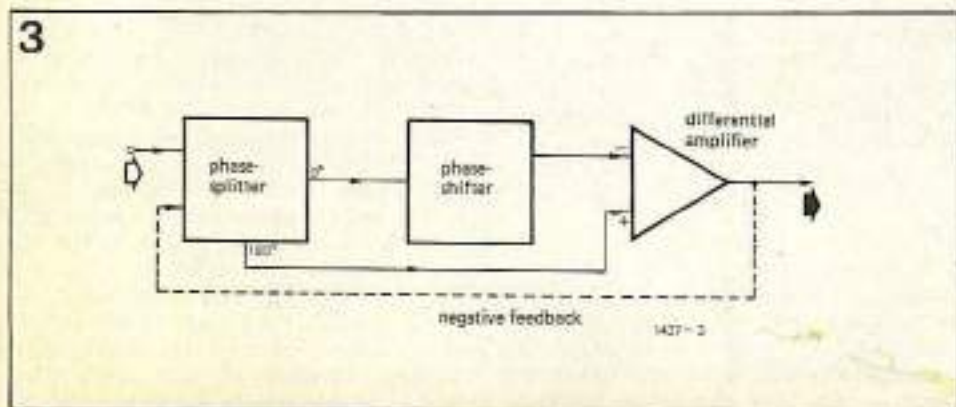 3
phase-
splitter
0°
180°
phase-
shifter
differential
amplifier
-
+
negative feedback
1427 - 3